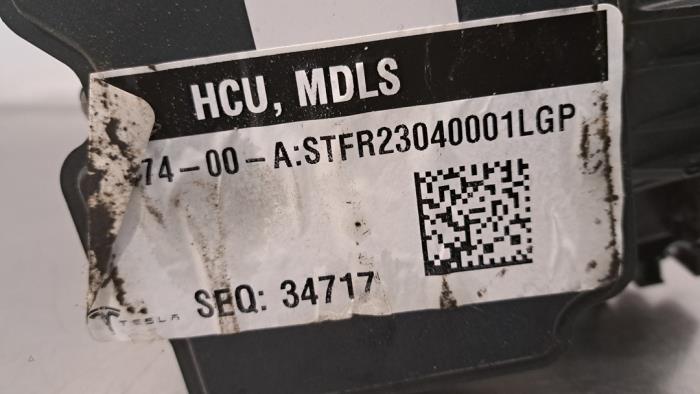 HCU, MDLS
74-00-A:STFR23040001LGP
SEQ: 34717
TESLA